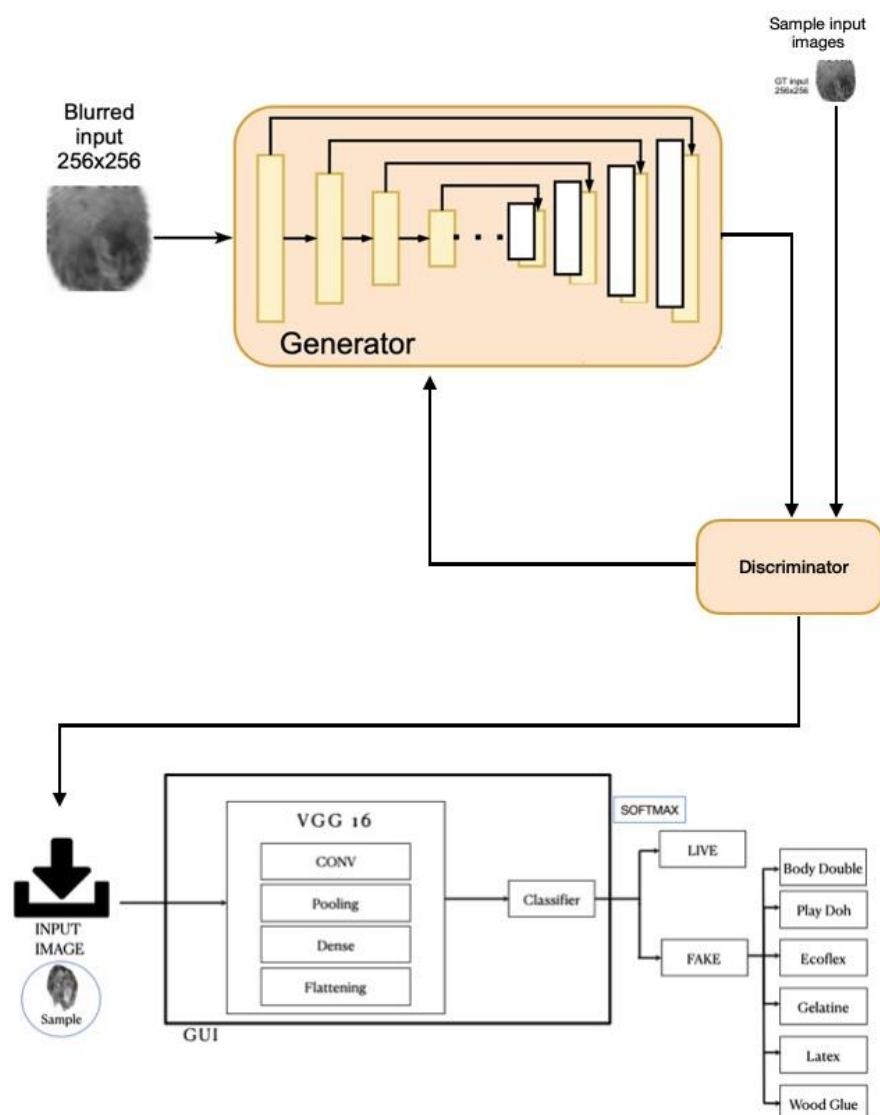 Sample input
images
GT input
256x256
Blurred
input
256x256
Generator
Discriminator
VGG 16
CONV
Pooling
Dense
Flattening
GUI
Classifier
SOFTMAX
LIVE
FAKE
Body Double
Play Doh
Ecoflex
Gelatine
Latex
Wood Glue
INPUT
IMAGE
Sample